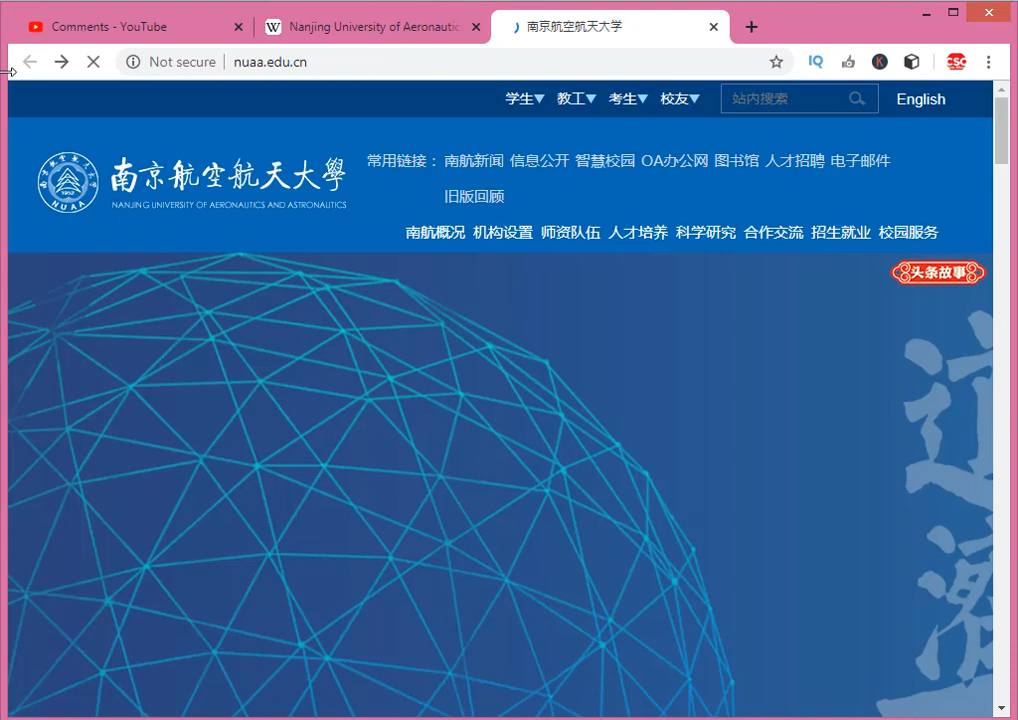 Comments - YouTube
Nanjing University of Aeronautic
南京航空航天大学
Not secure
nuaa.edu.cn
IQ
K
CSC
学生▼ 教工▼ 考生▼ 校友▼
站内搜索
English
NUAA
1952
南京航空航天大學
NANJING UNIVERSITY OF AERONAUTICS AND ASTRONAUTICS
常用链接： 南航新闻 信息公开 智慧校园 OA办公网 图书馆 人才招聘 电子邮件
旧版回顾
南航概况 机构设置 师资队伍 人才培养 科学研究 合作交流 招生就业 校园服务
头条故事